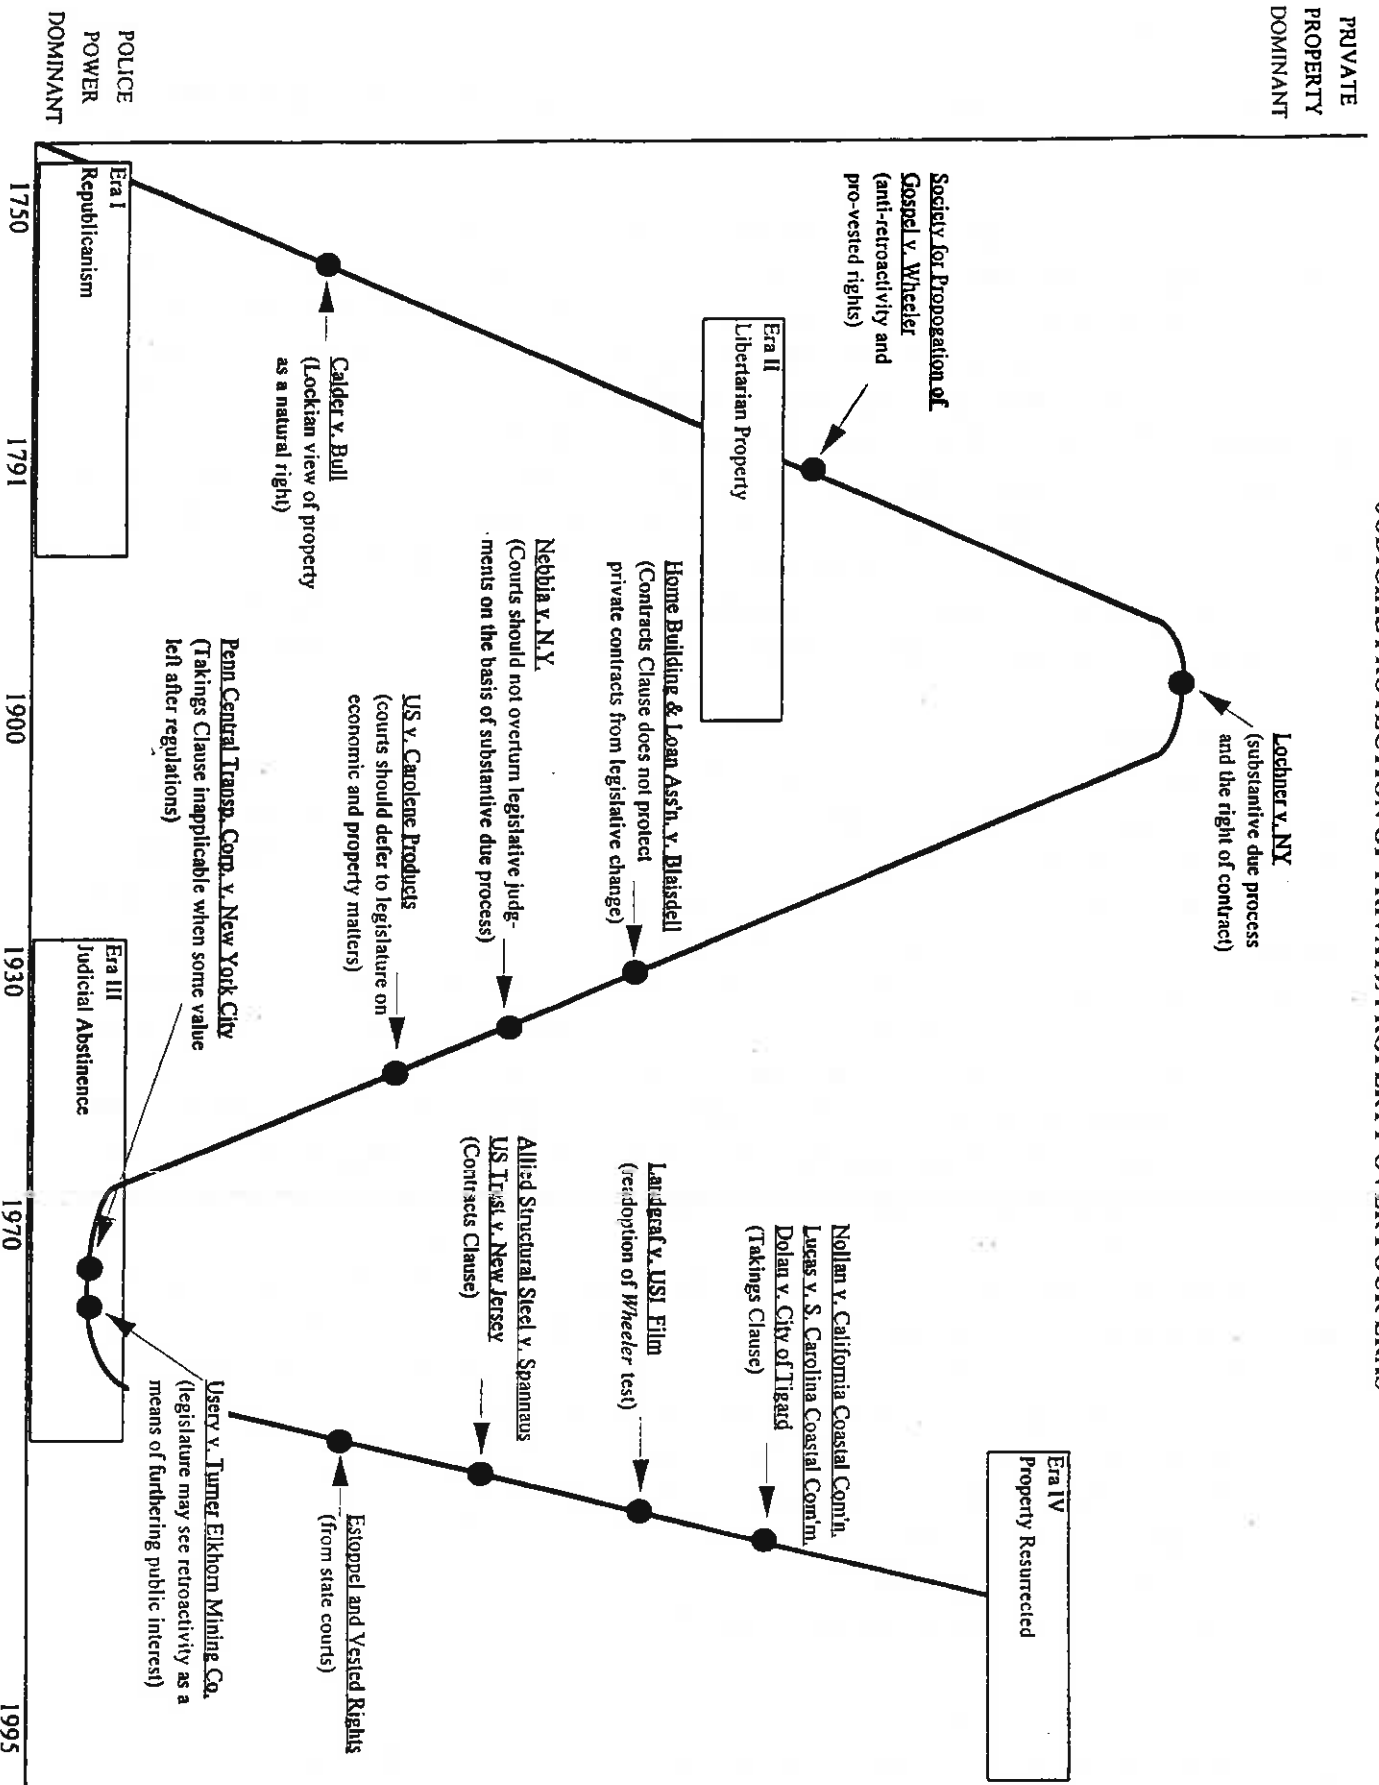 PRIVATE
PROPERTY
DOMINANT
Lochner v. NY
(substantive due process
and the right of contract)
Era IV
Property Resurrected
Society for Propogation of
Gospel v. Wheeler
(anti-retroactivity and
pro-vested rights)
Era II
Libertarian Property
Nollan v. California Coastal Com'n.
Lucas v. S. Carolina Coastal Com'm.
Dolan v. City of Tigard
(Takings Clause)
Home Building & Loan Ass'n. v. Blaisdell
(Contracts Clause does not protect
private contracts from legislative change)
Landgraf v. USI Film
(readoption of Wheeler test)
Nebbia v. N.Y.
(Courts should not overturn legislative judg-
ments on the basis of substantive due process)
Allied Structural Steel v. Spannaus
US Trust v. New Jersey
(Contracts Clause)
US v. Carolene Products
(courts should defer to legislature on
economic and property matters)
Calder v. Bull
(Lockian view of property
as a natural right)
Estoppel and Vested Rights
(from state courts)
Penn Central Transp. Corp. v. New York City
(Takings Clause inapplicable when some value
left after regulations)
Usery v. Turner Elkhorn Mining Co.
(legislature may see retroactivity as a
means of furthering public interest)
POLICE
POWER
DOMINANT
Era I
Republicanism
Era III
Judicial Abstinence
1750
1791
1900
1930
1970
1995